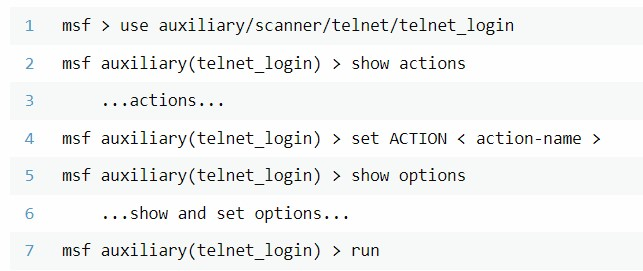 1 msf > use auxiliary/scanner/telnet/telnet_login
2 msf auxiliary(telnet_login) > show actions
3 ...actions...
4 msf auxiliary(telnet_login) > set ACTION < action-name >
5 msf auxiliary(telnet_login) > show options
6 ...show and set options...
7 msf auxiliary(telnet_login) > run